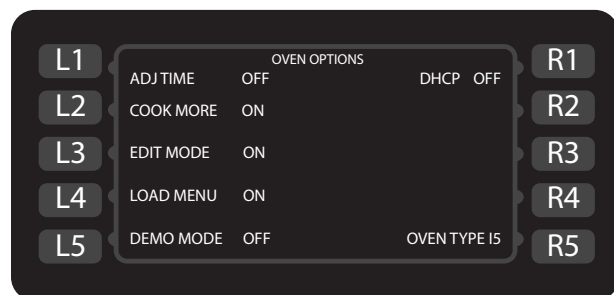 OVEN OPTIONS
L1 ADJ TIME OFF DHCP OFF R1
L2 COOK MORE ON R2
L3 EDIT MODE ON R3
L4 LOAD MENU ON R4
L5 DEMO MODE OFF OVEN TYPE I5 R5